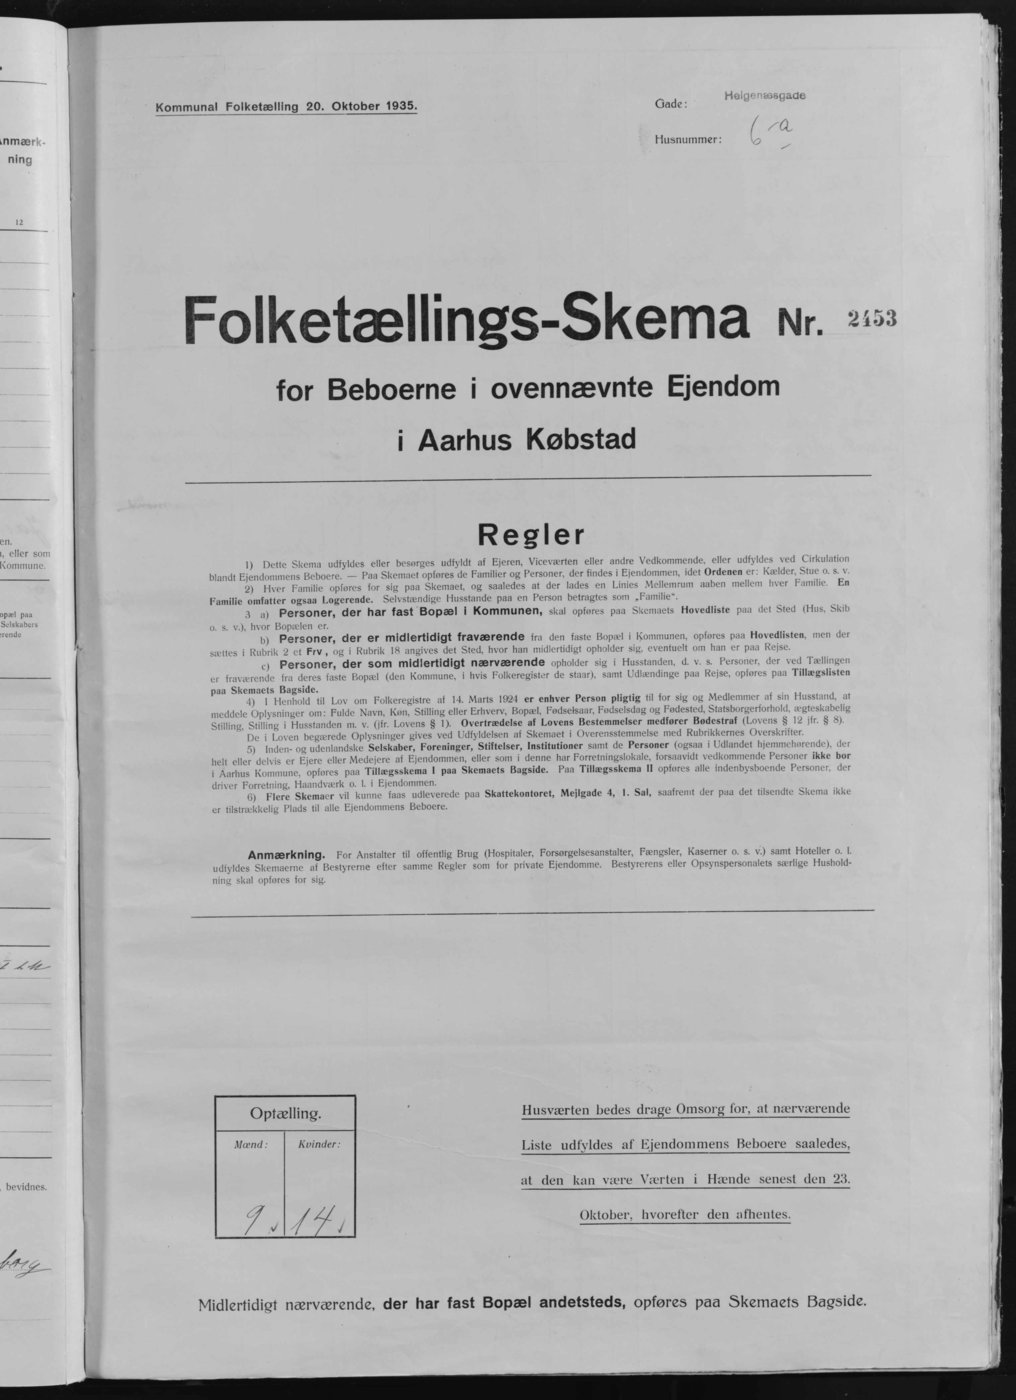 Anmærk-
ning
12
en.
, eller som
Kommune.
opæl paa
Selskabers
rende
, bevidnes.
borg
Kommunal Folketælling 20. Oktober 1935.
Gade: Helgenæsgade
Husnummer: 6 a
Folketællings-Skema Nr. 2453
for Beboerne i ovennævnte Ejendom
i Aarhus Købstad
Regler
1) Dette Skema udfyldes eller besørges udfyldt af Ejeren, Viceværten eller andre Vedkommende, eller udfyldes ved Cirkulation
blandt Ejendommens Beboere. — Paa Skemaet opføres de Familier og Personer, der findes i Ejendommen, idet Ordenen er: Kælder, Stue o. s. v.
2) Hver Familie opføres for sig paa Skemaet, og saaledes at der lades en Linies Mellemrum aaben mellem hver Familie. En
Familie omfatter ogsaa Logerende. Selvstændige Husstande paa en Person betragtes som „Familie“.
3 a) Personer, der har fast Bopæl i Kommunen, skal opføres paa Skemaets Hovedliste paa det Sted (Hus, Skib
o. s. v.), hvor Bopælen er.
b) Personer, der er midlertidigt fraværende fra den faste Bopæl i Kommunen, opføres paa Hovedlisten, men der
sættes i Rubrik 2 et Frv., og i Rubrik 18 angives det Sted, hvor han midlertidigt opholder sig, eventuelt om han er paa Rejse.
c) Personer, der som midlertidigt nærværende opholder sig i Husstanden, d. v. s. Personer, der ved Tællingen
er fraværende fra deres faste Bopæl (den Kommune, i hvis Folkeregister de staar), samt Udlændinge paa Rejse, opføres paa Tillægslisten
paa Skemaets Bagside.
4) I Henhold til Lov om Folkeregistre af 14. Marts 1924 er enhver Person pligtig til for sig og Medlemmer af sin Husstand, at
meddele Oplysninger om: Fulde Navn, Køn, Stilling eller Erhverv, Bopæl, Fødselsaar, Fødselsdag og Fødested, Statsborgerforhold, ægteskabelig
Stilling, Stilling i Husstanden m. v. (jfr. Lovens § 1). Overtrædelse af Lovens Bestemmelser medfører Bødestraf (Lovens § 12 jfr. § 8).
De i Loven begærede Oplysninger gives ved Udfyldelsen af Skemaet i Overensstemmelse med Rubrikkernes Overskrifter.
5) Inden- og udenlandske Selskaber, Foreninger, Stiftelser, Institutioner samt de Personer (ogsaa i Udlandet hjemmehørende), der
helt eller delvis er Ejere eller Medejere af Ejendommen, eller som i denne har Forretningslokale, forsaavidt vedkommende Personer ikke bor
i Aarhus Kommune, opføres paa Tillægsskema I paa Skemaets Bagside. Paa Tillægsskema II opføres alle indenbysboende Personer, der
driver Forretning, Haandværk o. l. i Ejendommen.
6) Flere Skemaer vil kunne faas udleverede paa Skattekontoret, Mejlgade 4, 1. Sal, saafremt der paa det tilsendte Skema ikke
er tilstrækkelig Plads til alle Ejendommens Beboere.
Anmærkning. For Anstalter til offentlig Brug (Hospitaler, Forsørgelsesanstalter, Fængsler, Kaserner o. s. v.) samt Hoteller o. l.
udfyldes Skemaerne af Bestyrerne efter samme Regler som for private Ejendomme. Bestyrerens eller Opsynspersonalets særlige Hushold-
ning skal opføres for sig.
Optælling.
Mænd: Kvinder:
9 14
Husværten bedes drage Omsorg for, at nærværende
Liste udfyldes af Ejendommens Beboere saaledes,
at den kan være Værten i Hænde senest den 23.
Oktober, hvorefter den afhentes.
Midlertidigt nærværende, der har fast Bopæl andetsteds, opføres paa Skemaets Bagside.